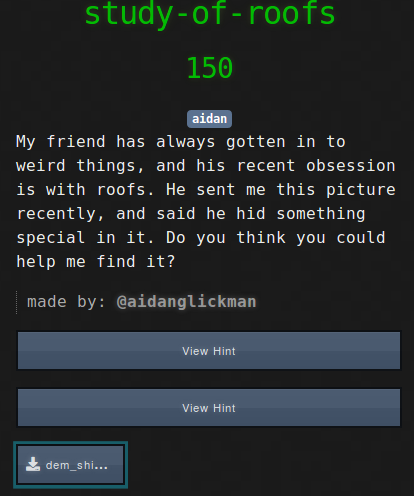 study-of-roofs
150
aidan
My friend has always gotten in to
weird things, and his recent obsession
is with roofs. He sent me this picture
recently, and said he hid something
special in it. Do you think you could
help me find it?
made by: @aidanglickman
View Hint
View Hint
dem_shi...